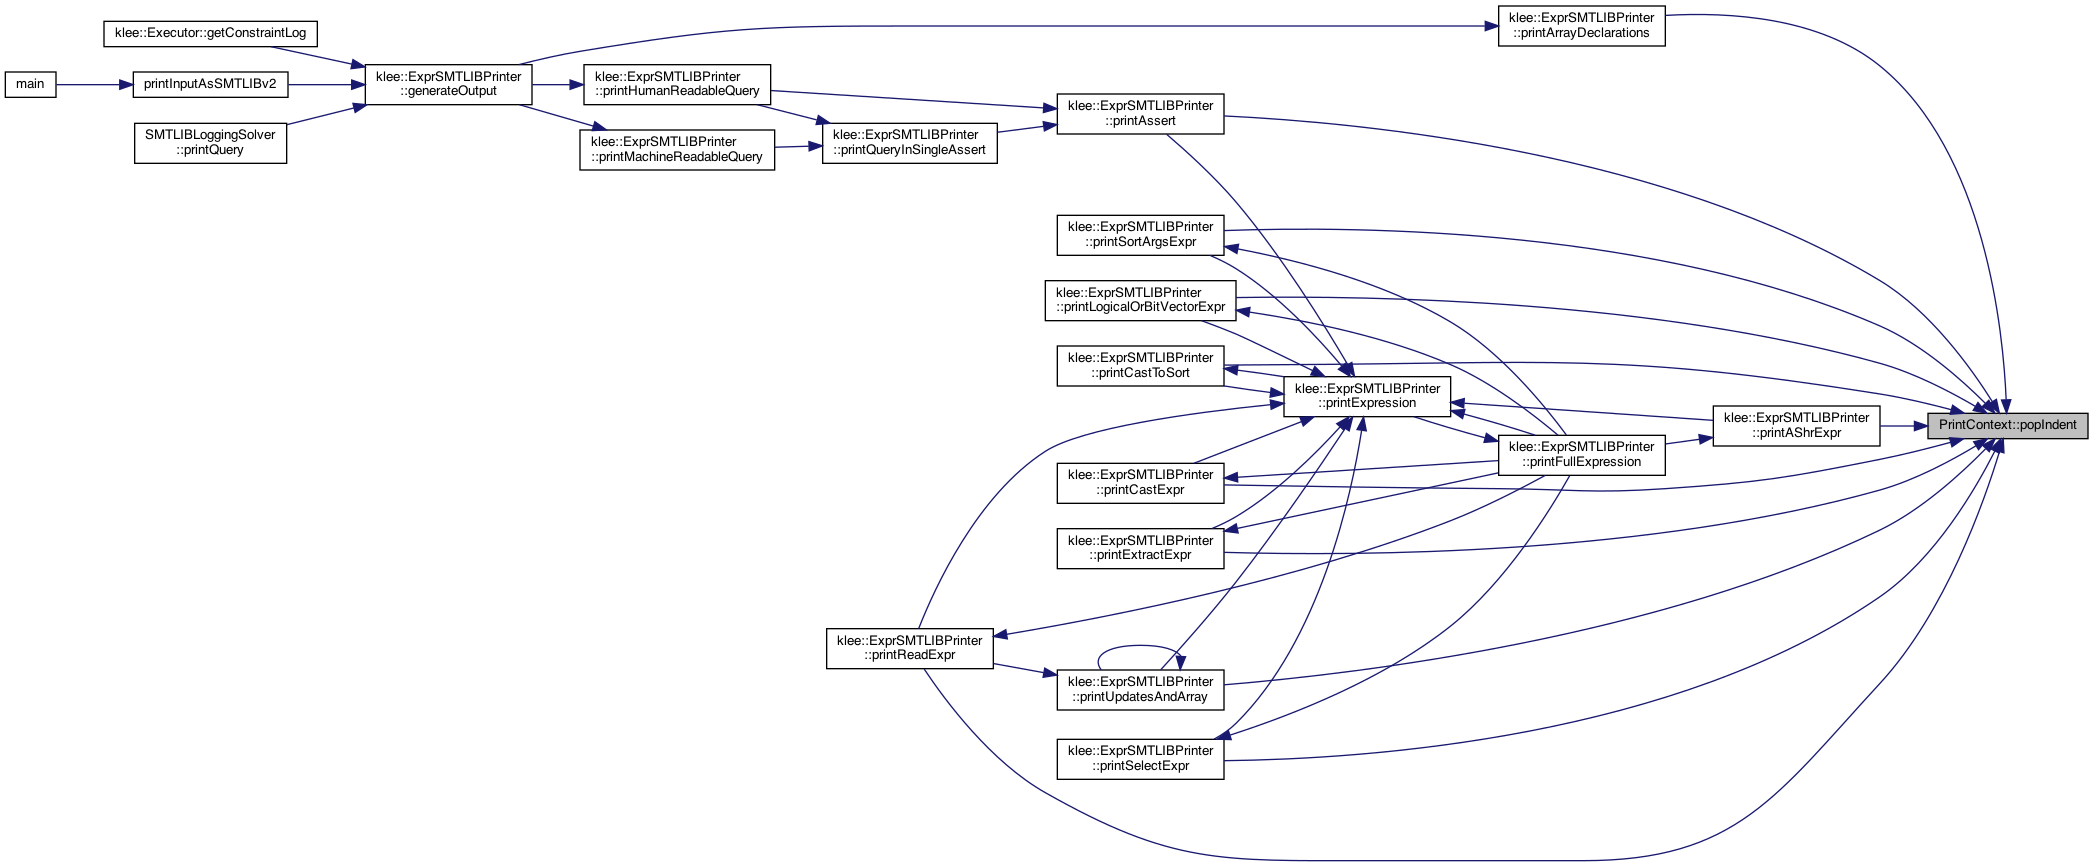 klee::Executor::getConstraintLog
main
printInputAsSMTLIBv2
SMTLIBLoggingSolver
::printQuery
klee::ExprSMTLIBPrinter
::generateOutput
klee::ExprSMTLIBPrinter
::printHumanReadableQuery
klee::ExprSMTLIBPrinter
::printMachineReadableQuery
klee::ExprSMTLIBPrinter
::printQueryInSingleAssert
klee::ExprSMTLIBPrinter
::printAssert
klee::ExprSMTLIBPrinter
::printArrayDeclarations
klee::ExprSMTLIBPrinter
::printSortArgsExpr
klee::ExprSMTLIBPrinter
::printLogicalOrBitVectorExpr
klee::ExprSMTLIBPrinter
::printCastToSort
klee::ExprSMTLIBPrinter
::printExpression
klee::ExprSMTLIBPrinter
::printAShrExpr
PrintContext::popIndent
klee::ExprSMTLIBPrinter
::printFullExpression
klee::ExprSMTLIBPrinter
::printCastExpr
klee::ExprSMTLIBPrinter
::printExtractExpr
klee::ExprSMTLIBPrinter
::printReadExpr
klee::ExprSMTLIBPrinter
::printUpdatesAndArray
klee::ExprSMTLIBPrinter
::printSelectExpr